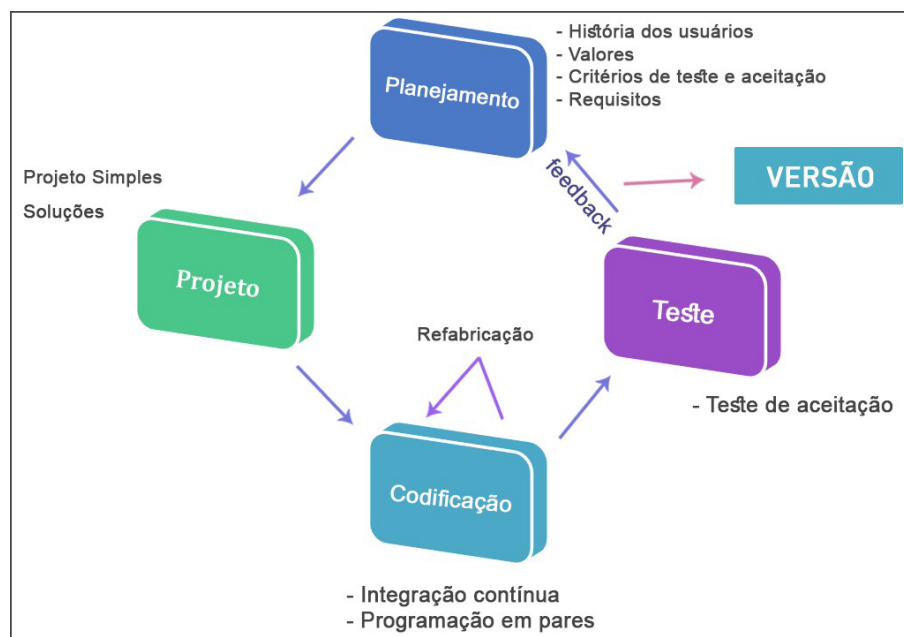 Planejamento
- História dos usuários
- Valores
- Critérios de teste e aceitação
- Requisitos
feedback
VERSÃO
Projeto Simples
Soluções
Projeto
Teste
- Teste de aceitação
Refabricação
Codificação
- Integração contínua
- Programação em pares